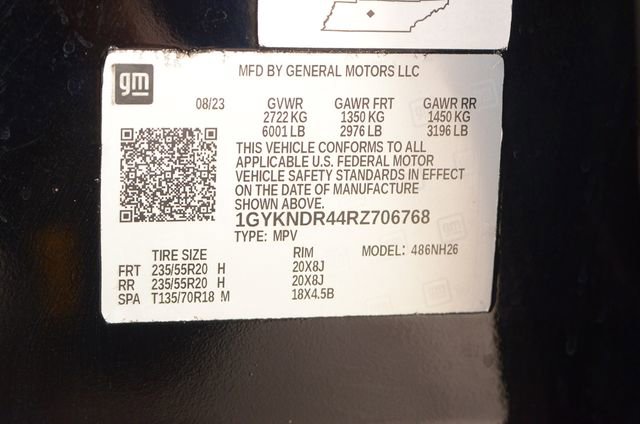 gm
MFD BY GENERAL MOTORS LLC
08/23 GVWR GAWR FRT GAWR RR
2722 KG 1350 KG 1450 KG
6001 LB 2976 LB 3196 LB
THIS VEHICLE CONFORMS TO ALL
APPLICABLE U.S. FEDERAL MOTOR
VEHICLE SAFETY STANDARDS IN EFFECT
ON THE DATE OF MANUFACTURE
SHOWN ABOVE.
1GYKNDR44RZ706768
TYPE: MPV
TIRE SIZE RIM MODEL: 486NH26
FRT 235/55R20 H 20X8J
RR 235/55R20 H 20X8J
SPA T135/70R18 M 18X4.5B